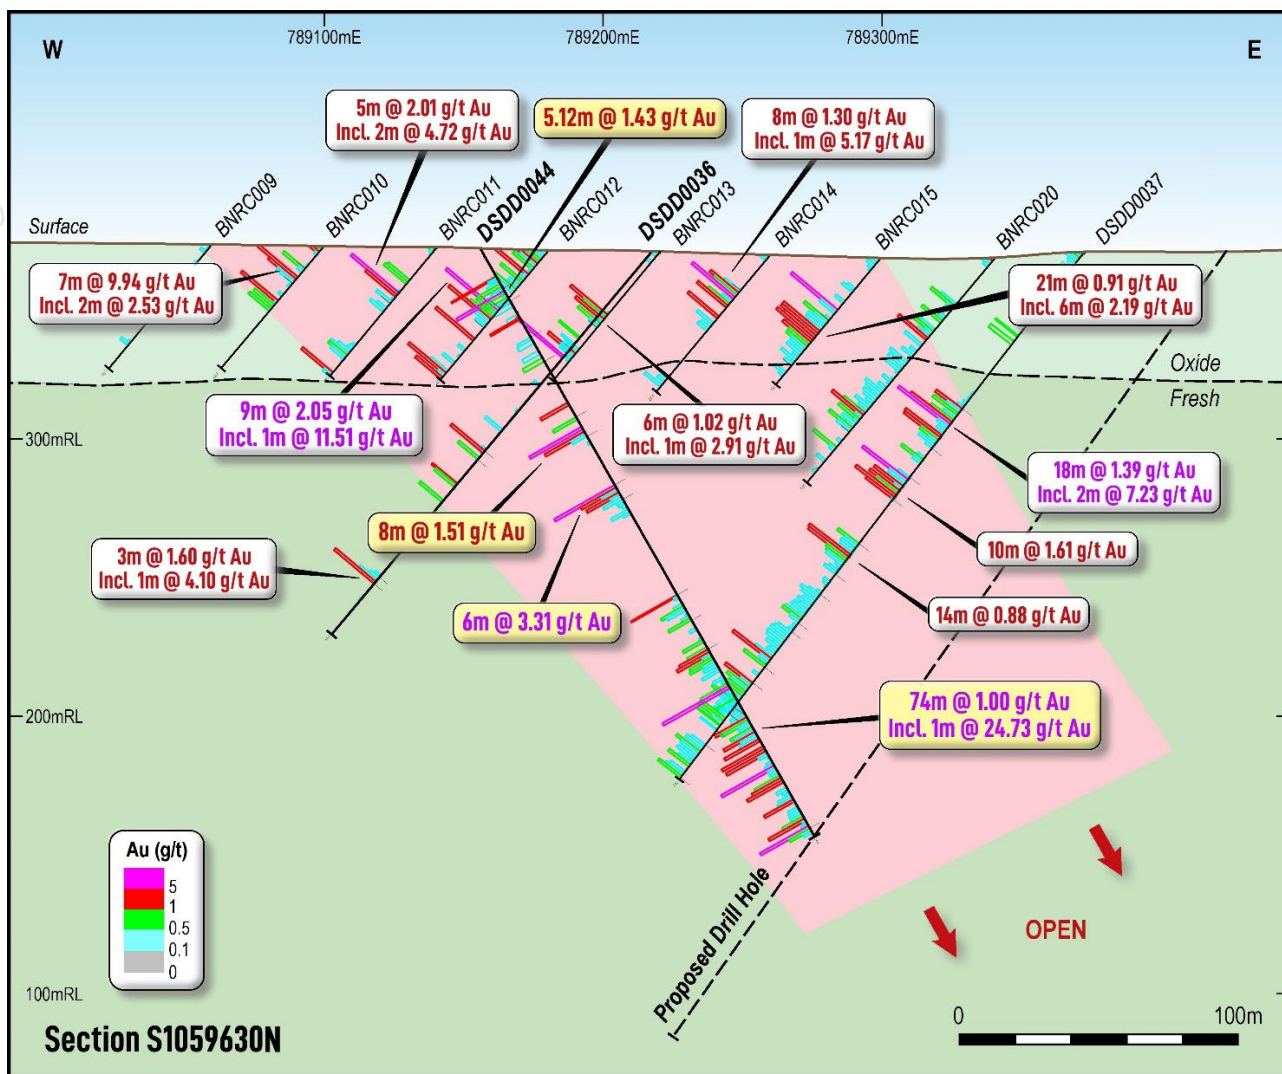 W
789100mE
789200mE
789300mE
E
5m @ 2.01 g/t Au
Incl. 2m @ 4.72 g/t Au
5.12m @ 1.43 g/t Au
8m @ 1.30 g/t Au
Incl. 1m @ 5.17 g/t Au
Surface
BNRC009
BNRC010
BNRC011
DSDD0044
BNRC012
DSDD0036
BNRC013
BNRC014
BNRC015
BNRC020
DSDD0037
7m @ 9.94 g/t Au
Incl. 2m @ 2.53 g/t Au
21m @ 0.91 g/t Au
Incl. 6m @ 2.19 g/t Au
Oxide
Fresh
9m @ 2.05 g/t Au
Incl. 1m @ 11.51 g/t Au
6m @ 1.02 g/t Au
Incl. 1m @ 2.91 g/t Au
300mRL
18m @ 1.39 g/t Au
Incl. 2m @ 7.23 g/t Au
8m @ 1.51 g/t Au
10m @ 1.61 g/t Au
3m @ 1.60 g/t Au
Incl. 1m @ 4.10 g/t Au
6m @ 3.31 g/t Au
14m @ 0.88 g/t Au
200mRL
74m @ 1.00 g/t Au
Incl. 1m @ 24.73 g/t Au
Au (g/t)
5
1
0.5
0.1
0
Proposed Drill Hole
OPEN
100mRL
0
100m
Section S1059630N